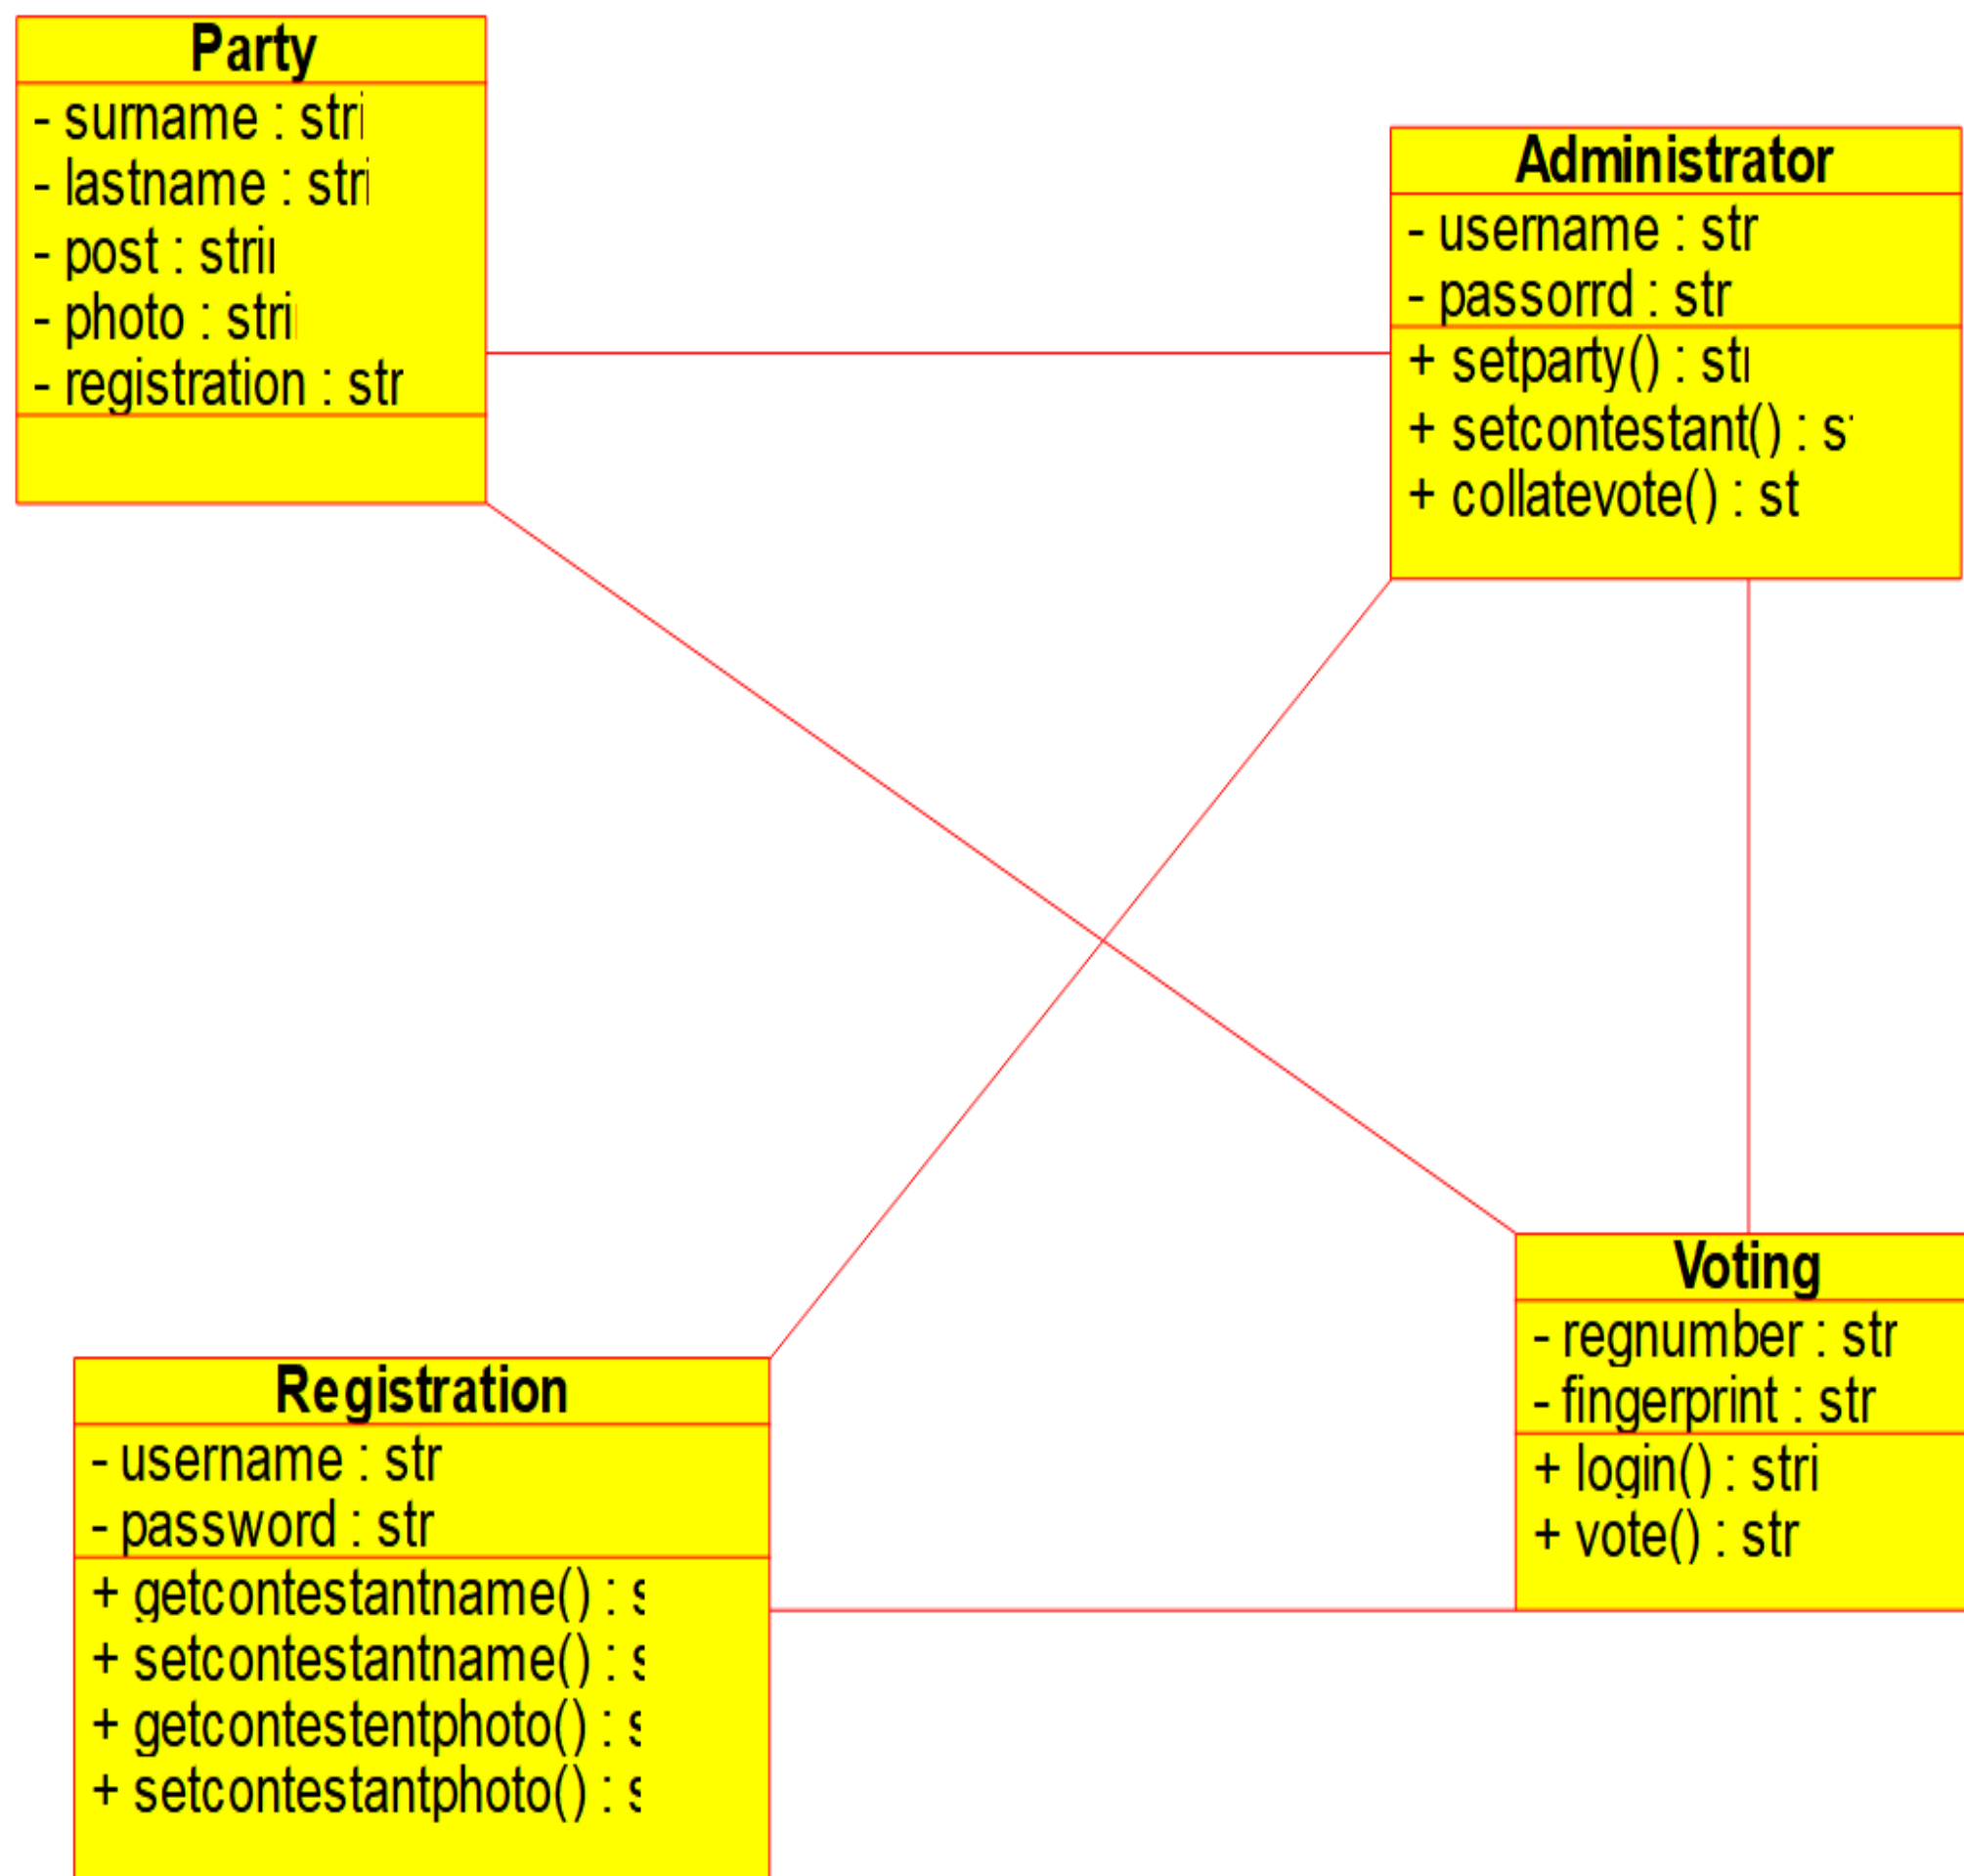 Party
- surname : stri
- lastname : stri
- post : strii
- photo : stri
- registration : str
Administrator
- username : str
- passorrd : str
+ setparty() : sti
+ setcontestant() : s
+ collatevote() : st
Voting
- regnumber : str
- fingerprint : str
+ login() : stri
+ vote() : str
Registration
- username : str
- password : str
+ getcontestantname() : s
+ setcontestantname() : s
+ getcontestentphoto() : s
+ setcontestantphoto() : s